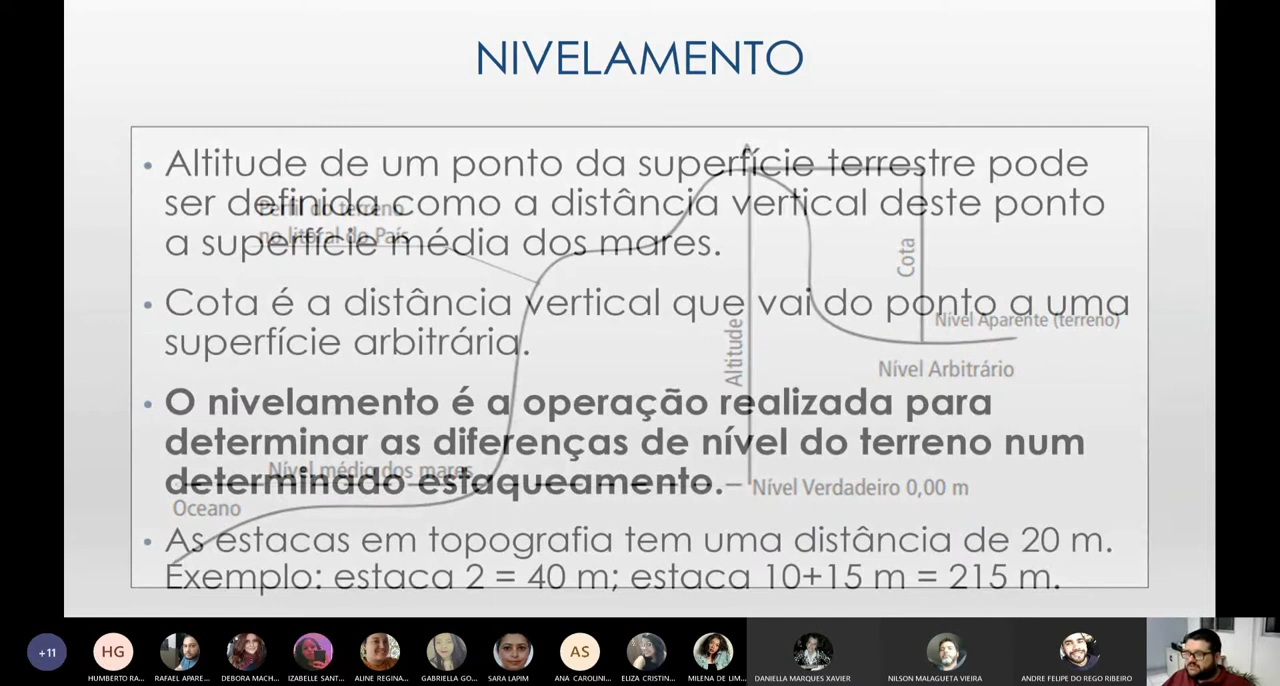 NIVELAMENTO
• Altitude de um ponto da superfície terrestre pode
ser definida como a distância vertical deste ponto
a superfície média dos mares.
• Cota é a distância vertical que vai do ponto a uma
superfície arbitrária.
• O nivelamento é a operação realizada para
determinar as diferenças de nível do terreno num
determinado estaqueamento.
• As estacas em topografia tem uma distância de 20 m.
Exemplo: estaca 2 = 40 m; estaca 10+15 m = 215 m.
Perfil do terreno
no litoral do País
Altitude
Cota
Nível Aparente (terreno)
Nível Arbitrário
Nível médio dos mares
Nível Verdadeiro 0,00 m
Oceano
+11
HG
AS
HUMBERTO RA...
RAFAEL APARE...
DEBORA MACH...
IZABELLE SANT...
ALINE REGINA...
GABRIELLA GO...
SARA LAPIM
ANA CAROLINI...
ELIZA CRISTIN...
MILENA DE LIM...
DANIELLA MARQUES XAVIER
NILSON MALAGUETA VIEIRA
ANDRE FELIPE DO REGO RIBEIRO